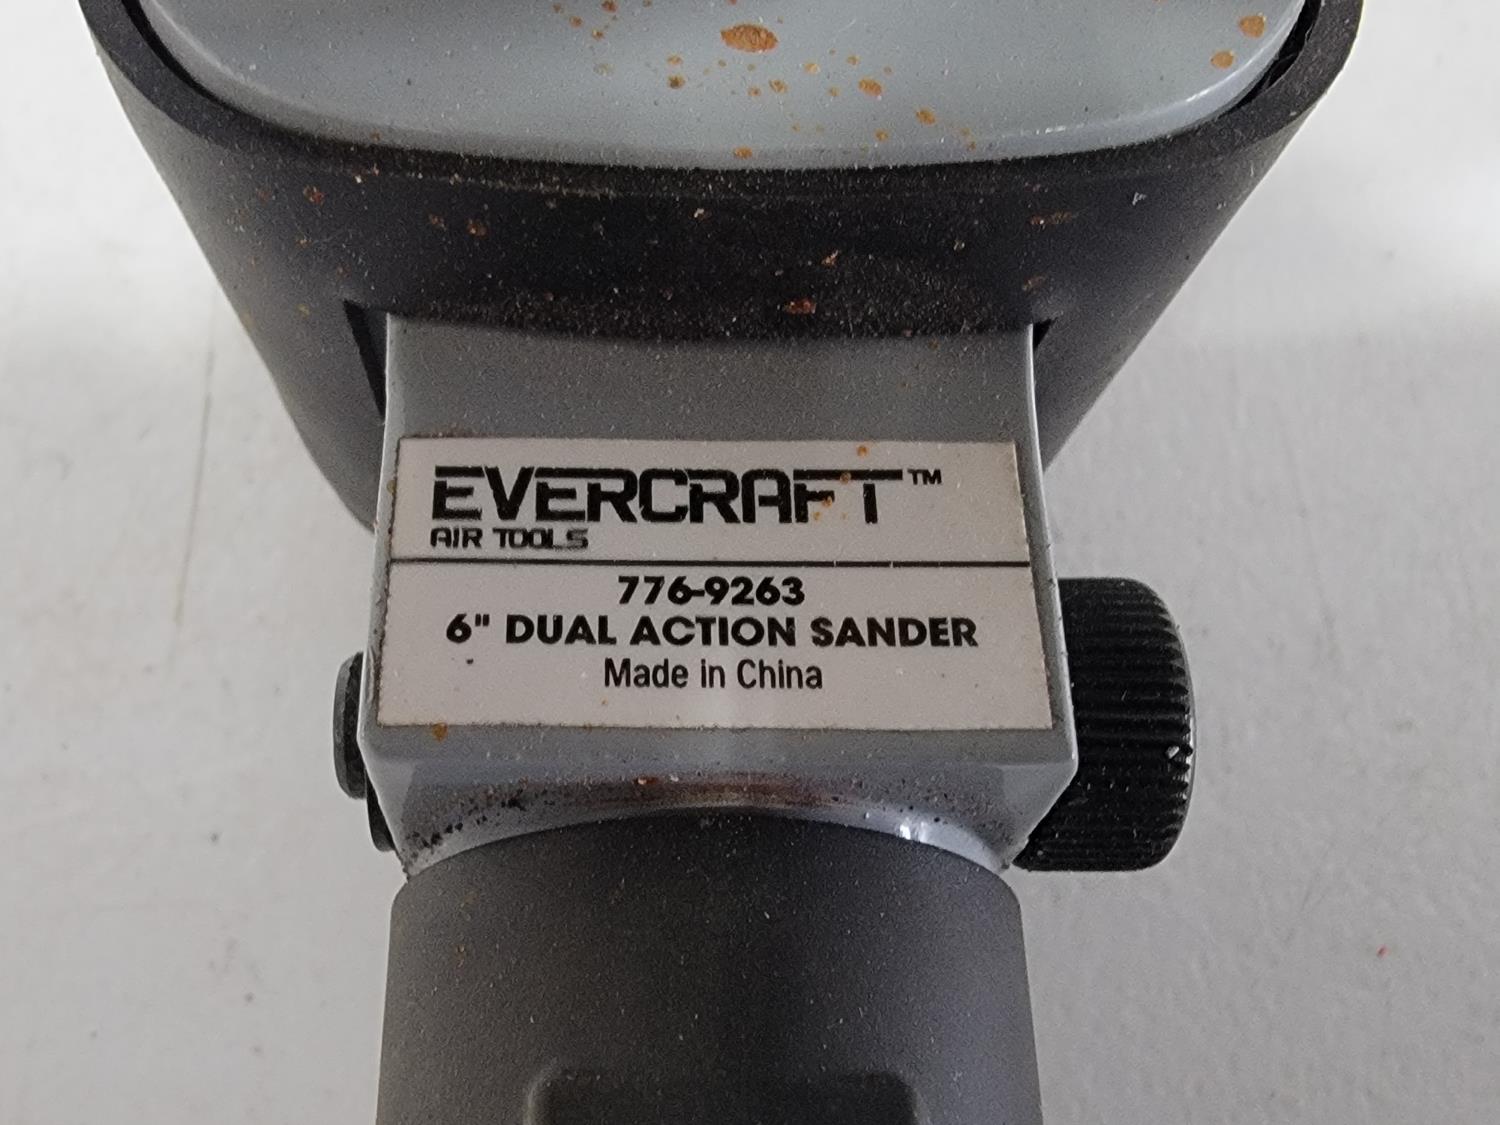 EVERCRAFT™
AIR TOOLS
776-9263
6" DUAL ACTION SANDER
Made in China